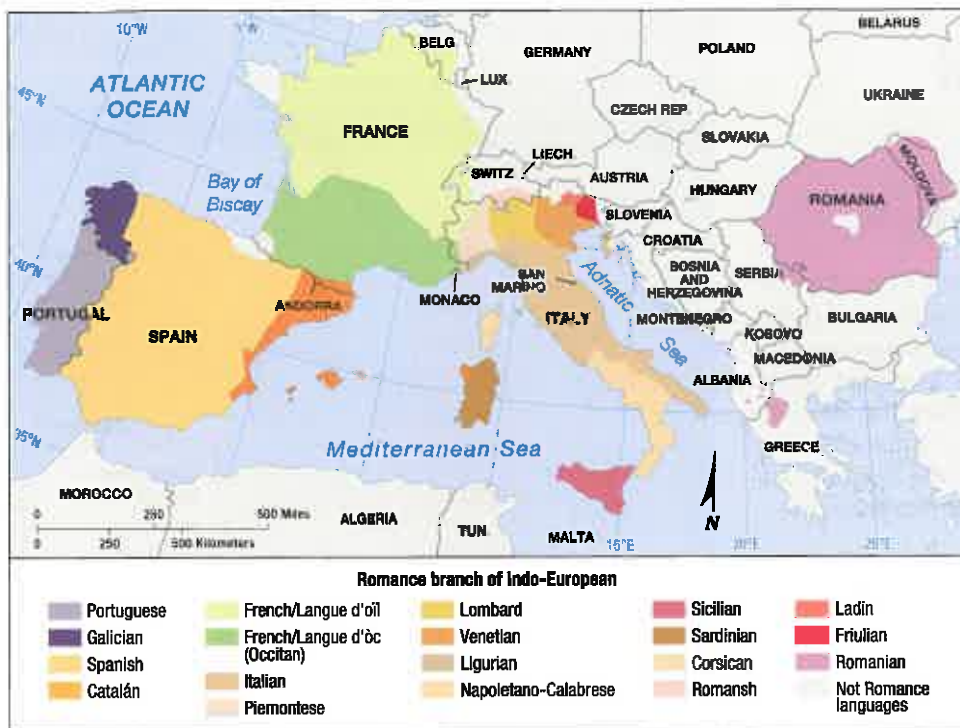 10°W
5°W
BELG
GERMANY
POLAND
BELARUS
ATLANTIC
OCEAN
45°N
LUX
UKRAINE
CZECH REP
FRANCE
SLOVAKIA
LIECH
SWITZ
AUSTRIA
MOLDOVA
Bay of
Biscay
HUNGARY
ROMANIA
SLOVENIA
CROATIA
40°N
BOSNIA
AND
HERZEGOVINA
SERBIA
SAN
MARINO
Adriatic
Sea
MONACO
ANDORRA
PORTUGAL
ITALY
MONTENEGRO
BULGARIA
SPAIN
KOSOVO
MACEDONIA
ALBANIA
35°N
Mediterranean Sea
GREECE
MOROCCO
0 250 500 Miles
0 250 500 Kilometers
ALGERIA
TUN
MALTA
N
15°E
20°E
25°E
Romance branch of Indo-European
Portuguese
Galician
Spanish
Catalán
French/Langue d'oïl
French/Langue d'òc
(Occitan)
Italian
Piemontese
Lombard
Venetian
Ligurian
Napoletano-Calabrese
Sicilian
Sardinian
Corsican
Romansh
Ladin
Friulian
Romanian
Not Romance
languages